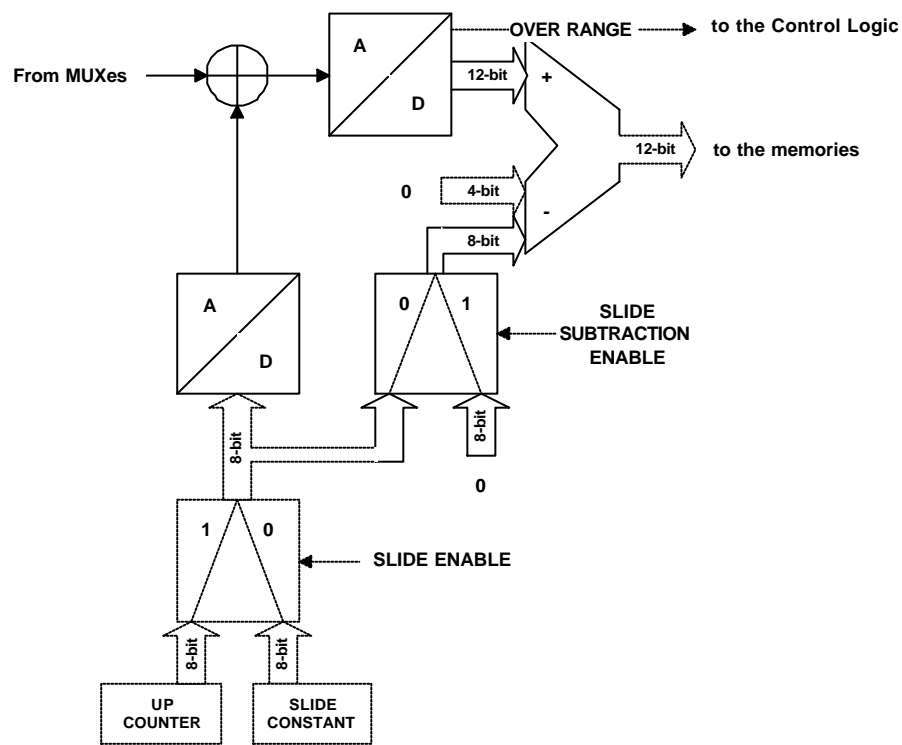 A
OVER RANGE
to the Control Logic
From MUXes
12-bit
+
D
12-bit
to the memories
0
4-bit
-
8-bit
A
0
1
SLIDE
SUBTRACTION
ENABLE
D
8-bit
8-bit
0
1
0
SLIDE ENABLE
8-bit
8-bit
UP
COUNTER
SLIDE
CONSTANT